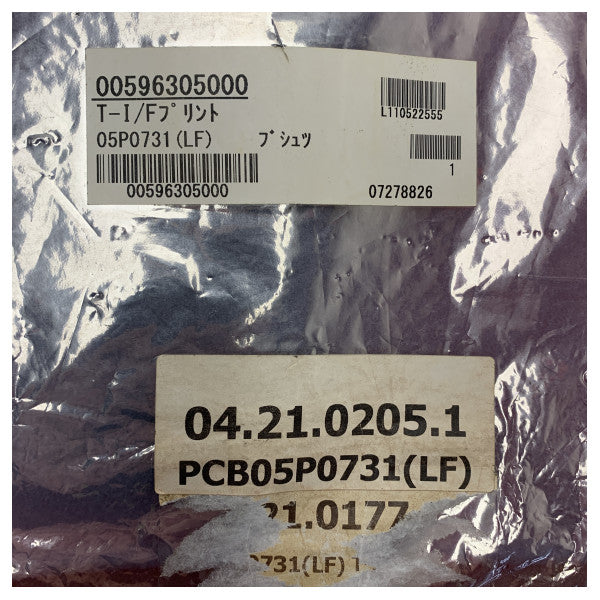 00596305000
T-I/Fﾌﾟﾘﾝﾄ
05P0731(LF) ﾌﾞｼｭﾂ
L110522555
1
00596305000
07278826
04.21.0205.1
PCB05P0731(LF)
21.0177
0731(LF)